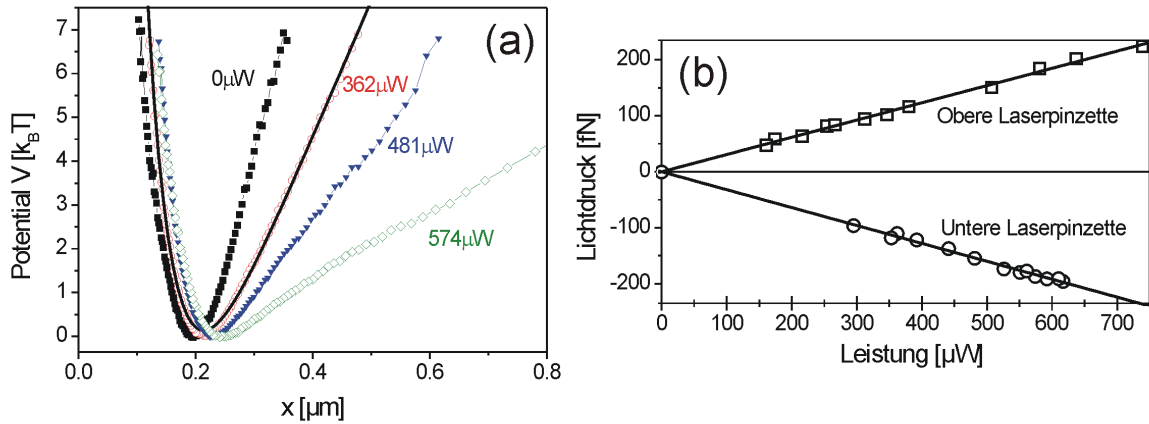 (a)
7
6
5
4
3
2
1
0
Potential V [k_BT]
0µW
362µW
481µW
574µW
0.0 0.2 0.4 0.6 0.8
x [µm]
(b)
200
100
0
-100
-200
Lichtdruck [fN]
Obere Laserpinzette
Untere Laserpinzette
0 100 200 300 400 500 600 700
Leistung [µW]